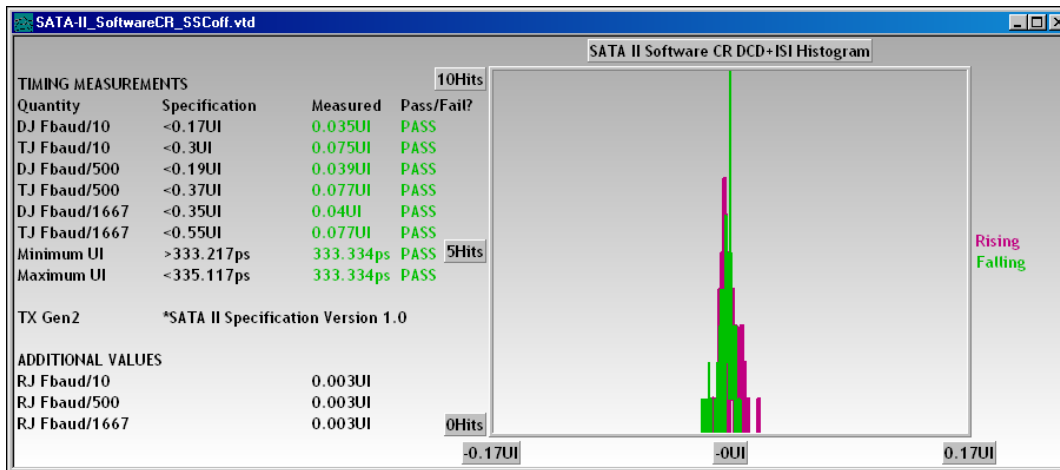 SATA-II_SoftwareCR_SSCoff.vtd
SATA II Software CR DCD+ISI Histogram
TIMING MEASUREMENTS
Quantity Specification Measured Pass/Fail?
DJ Fbaud/10 <0.17UI 0.035UI PASS
TJ Fbaud/10 <0.3UI 0.075UI PASS
DJ Fbaud/500 <0.19UI 0.039UI PASS
TJ Fbaud/500 <0.37UI 0.077UI PASS
DJ Fbaud/1667 <0.35UI 0.04UI PASS
TJ Fbaud/1667 <0.55UI 0.077UI PASS
Minimum UI >333.217ps 333.334ps PASS
Maximum UI <335.117ps 333.334ps PASS
TX Gen2 *SATA II Specification Version 1.0
ADDITIONAL VALUES
RJ Fbaud/10 0.003UI
RJ Fbaud/500 0.003UI
RJ Fbaud/1667 0.003UI
10Hits
5Hits
0Hits
-0.17UI -0UI 0.17UI
Rising
Falling